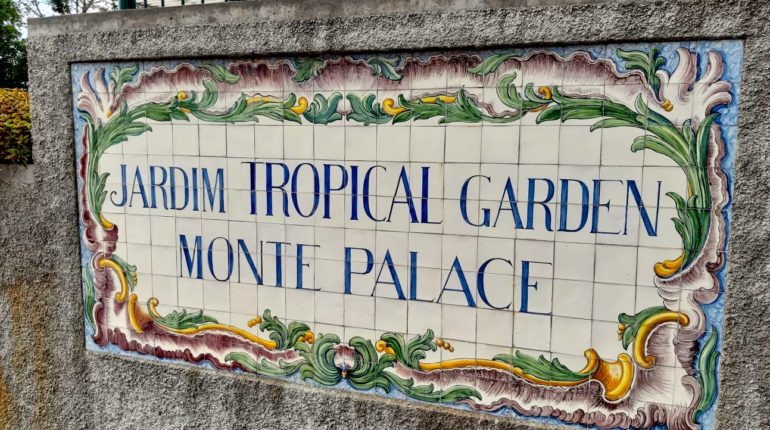 JARDIM TROPICAL GARDEN
MONTE PALACE